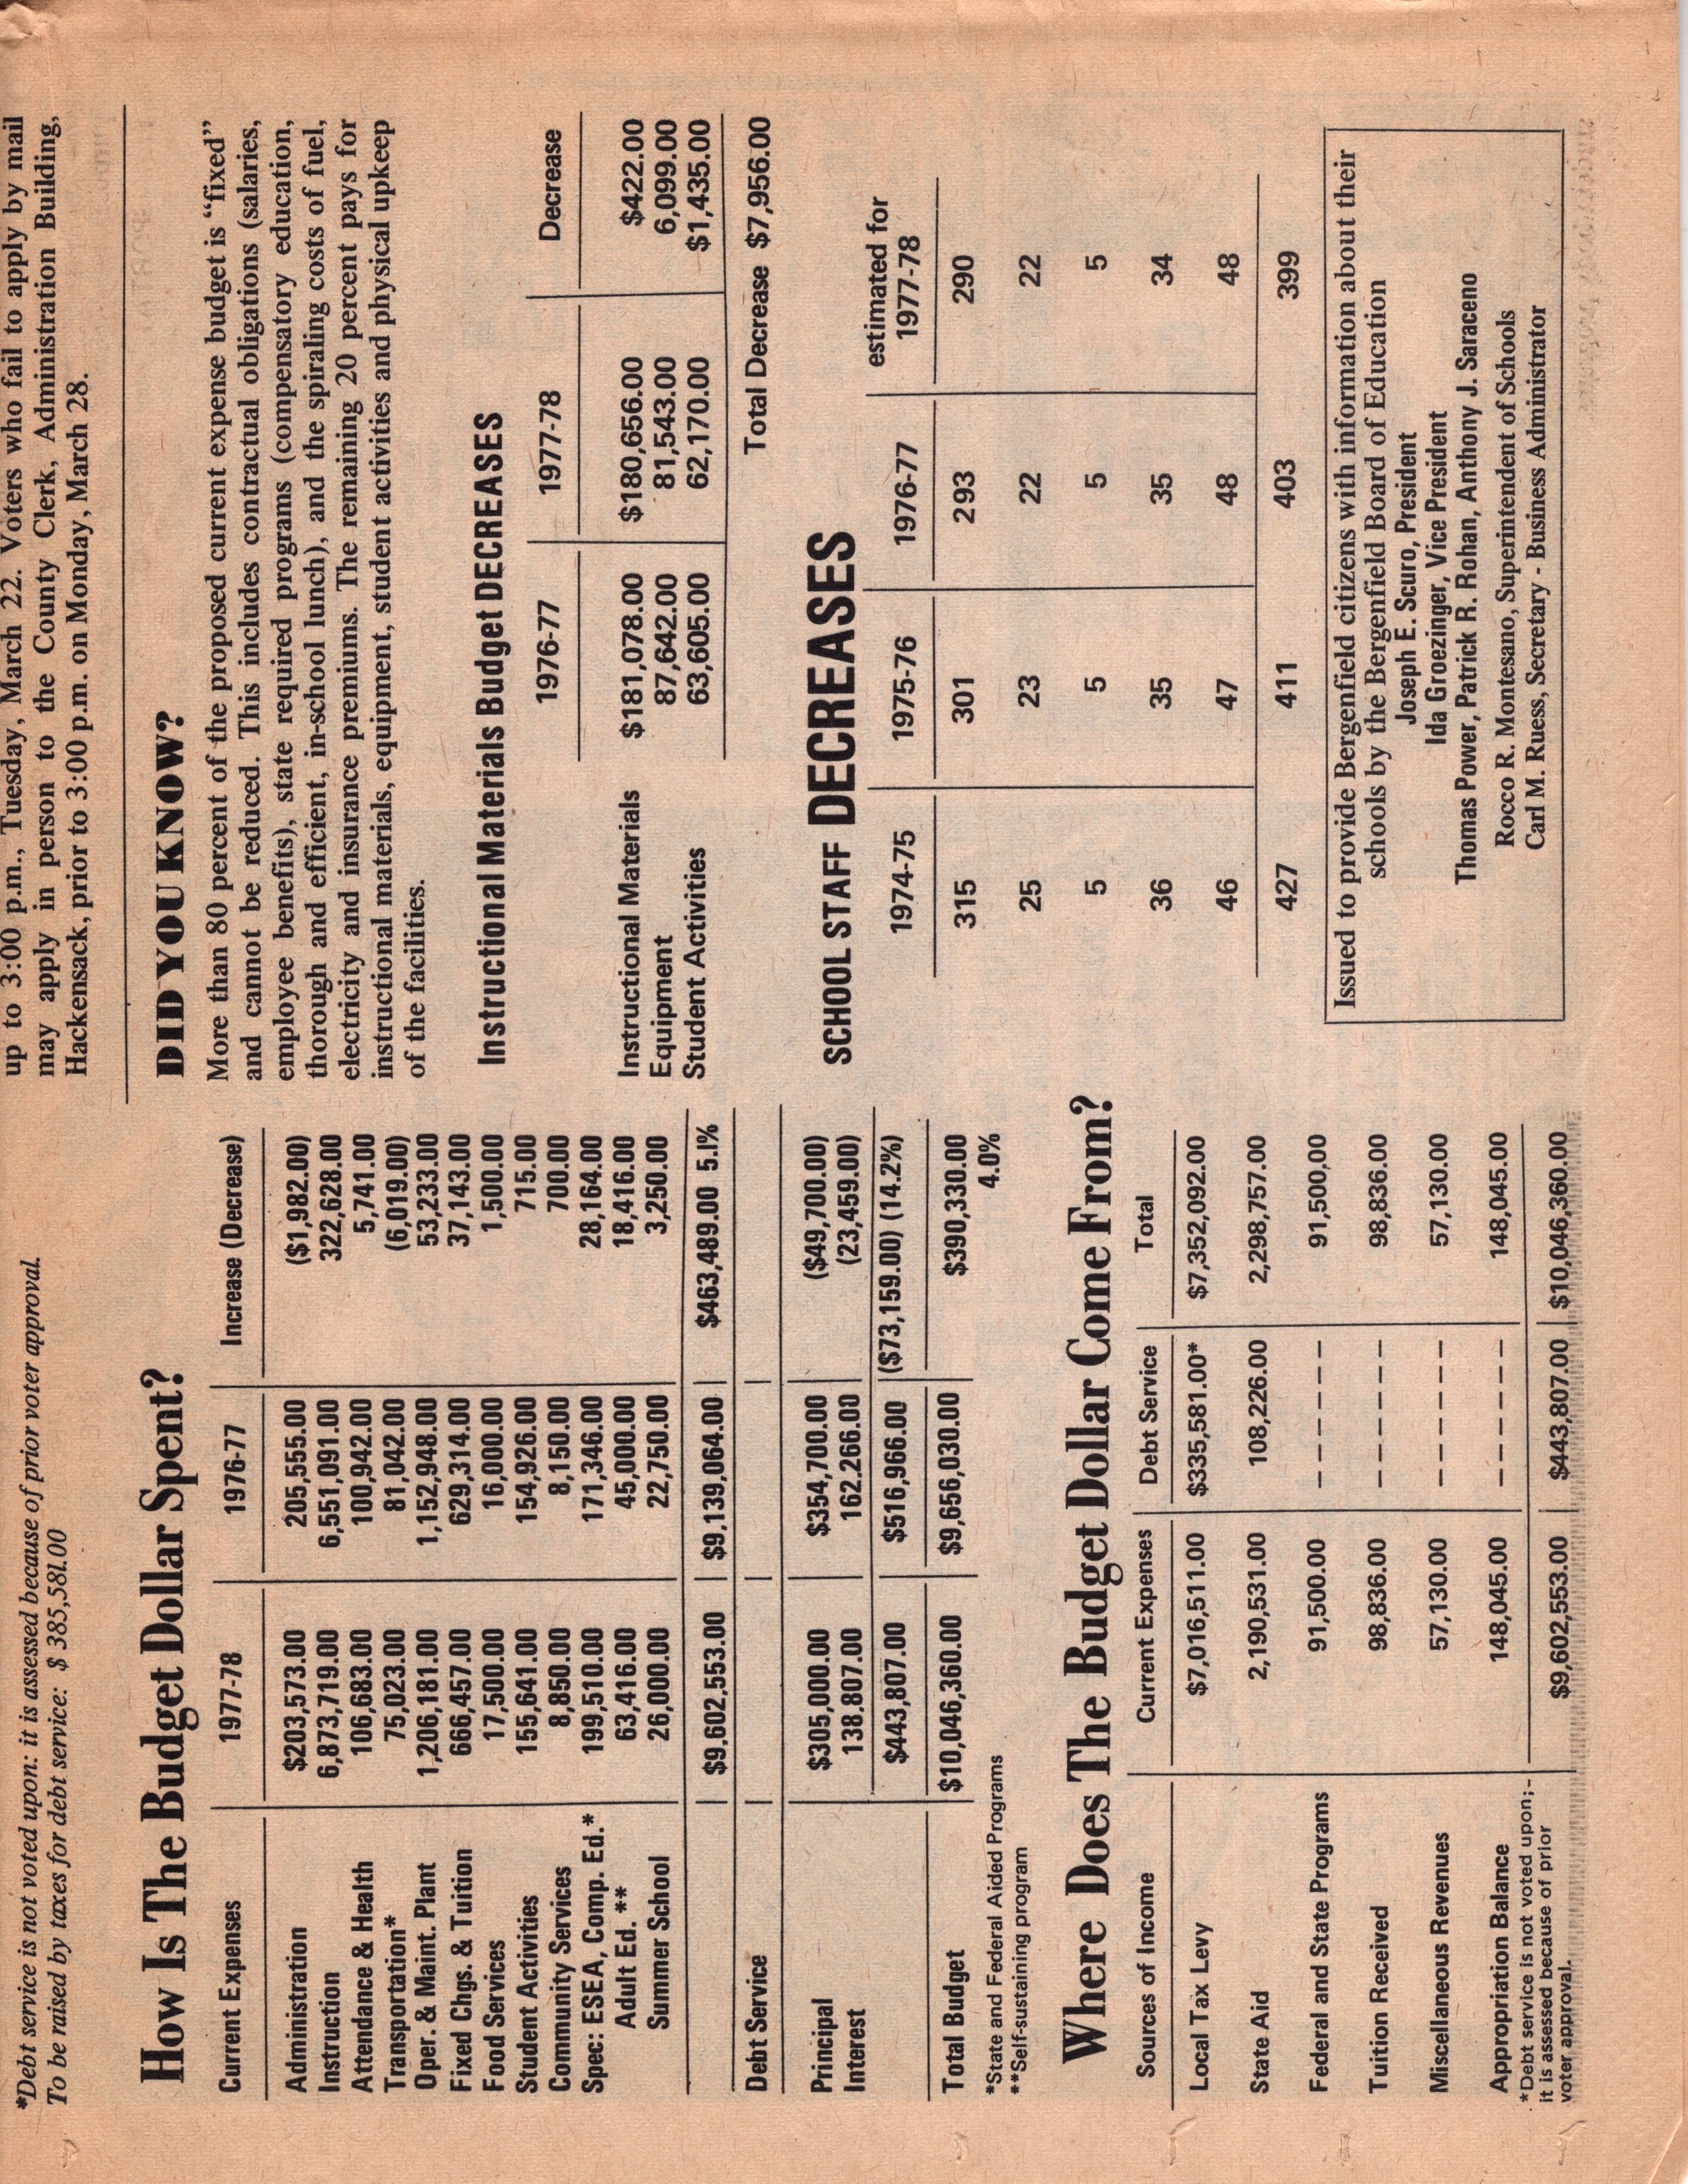 *Debt service is not voted upon: it is assessed because of prior voter approval.
To be raised by taxes for debt service: $ 385,581.00
How Is The Budget Dollar Spent?
Current Expenses 1977-78 1976-77 Increase (Decrease)
Administration $203,573.00 205,555.00 ($1,982.00)
Instruction 6,873,719.00 6,551,091.00 322,628.00
Attendance & Health 106,683.00 100,942.00 5,741.00
Transportation* 75,023.00 81,042.00 (6,019.00)
Oper. & Maint. Plant 1,206,181.00 1,152,948.00 53,233.00
Fixed Chgs. & Tuition 666,457.00 629,314.00 37,143.00
Food Services 17,500.00 16,000.00 1,500.00
Student Activities 155,641.00 154,926.00 715.00
Community Services 8,850.00 8,150.00 700.00
Spec: ESEA, Comp. Ed.* 199,510.00 171,346.00 28,164.00
Adult Ed. ** 63,416.00 45,000.00 18,416.00
Summer School 26,000.00 22,750.00 3,250.00
$9,602,553.00 $9,139,064.00 $463,489.00 5.1%
Debt Service
Principal $305,000.00 $354,700.00 ($49,700.00)
Interest 138,807.00 162.266.00 (23,459.00)
$443,807.00 $516,966.00 ($73,159.00) (14.2%)
Total Budget $10,046,360.00 $9,656,030.00 $390,330.00
4.0%
*State and Federal Aided Programs
**Self-sustaining program
Where Does The Budget Dollar Come From?
Sources of Income Current Expenses Debt Service Total
Local Tax Levy $7,016,511.00 $335,581.00* $7,352,092.00
State Aid 2,190,531.00 108,226.00 2,298,757.00
Federal and State Programs 91,500.00 – – – – – 91,500,00
Tuition Received 98,836.00 – – – – – 98,836.00
Miscellaneous Revenues 57,130.00 – – – – – 57,130.00
Appropriation Balance 148,045.00 – – – – – 148,045.00
*Debt service is not voted upon;-
it is assessed because of prior
voter approval.
$9,602,553.00 $443,807.00 $10,046,360.00
up to 3:00 p.m., Tuesday, March 22. Voters who fail to apply by mail
may apply in person to the County Clerk, Administration Building,
Hackensack, prior to 3:00 p.m. on Monday, March 28.
DID YOU KNOW?
More than 80 percent of the proposed current expense budget is “fixed”
and cannot be reduced. This includes contractual obligations (salaries,
employee benefits), state required programs (compensatory education,
thorough and efficient, in-school lunch), and the spiraling costs of fuel,
electricity and insurance premiums. The remaining 20 percent pays for
instructional materials, equipment, student activities and physical upkeep
of the facilities.
Instructional Materials Budget DECREASES
1976-77 1977-78 Decrease
Instructional Materials $181,078.00 $180,656.00 $422.00
Equipment 87,642.00 81,543.00 6,099.00
Student Activities 63,605.00 62,170.00 $1,435.00
Total Decrease $7,956.00
SCHOOL STAFF DECREASES
estimated for
1974-75 1975-76 1976-77 1977-78
315 301 293 290
25 23 22 22
5 5 5 5
36 35 35 34
46 47 48 48
427 411 403 399
Issued to provide Bergenfield citizens with information about their
schools by the Bergenfield Board of Education
Joseph E. Scuro, President
Ida Groezinger, Vice President
Thomas Power, Patrick R. Rohan, Anthony J. Saraceno
Rocco R. Montesano, Superintendent of Schools
Carl M. Ruess, Secretary - Business Administrator